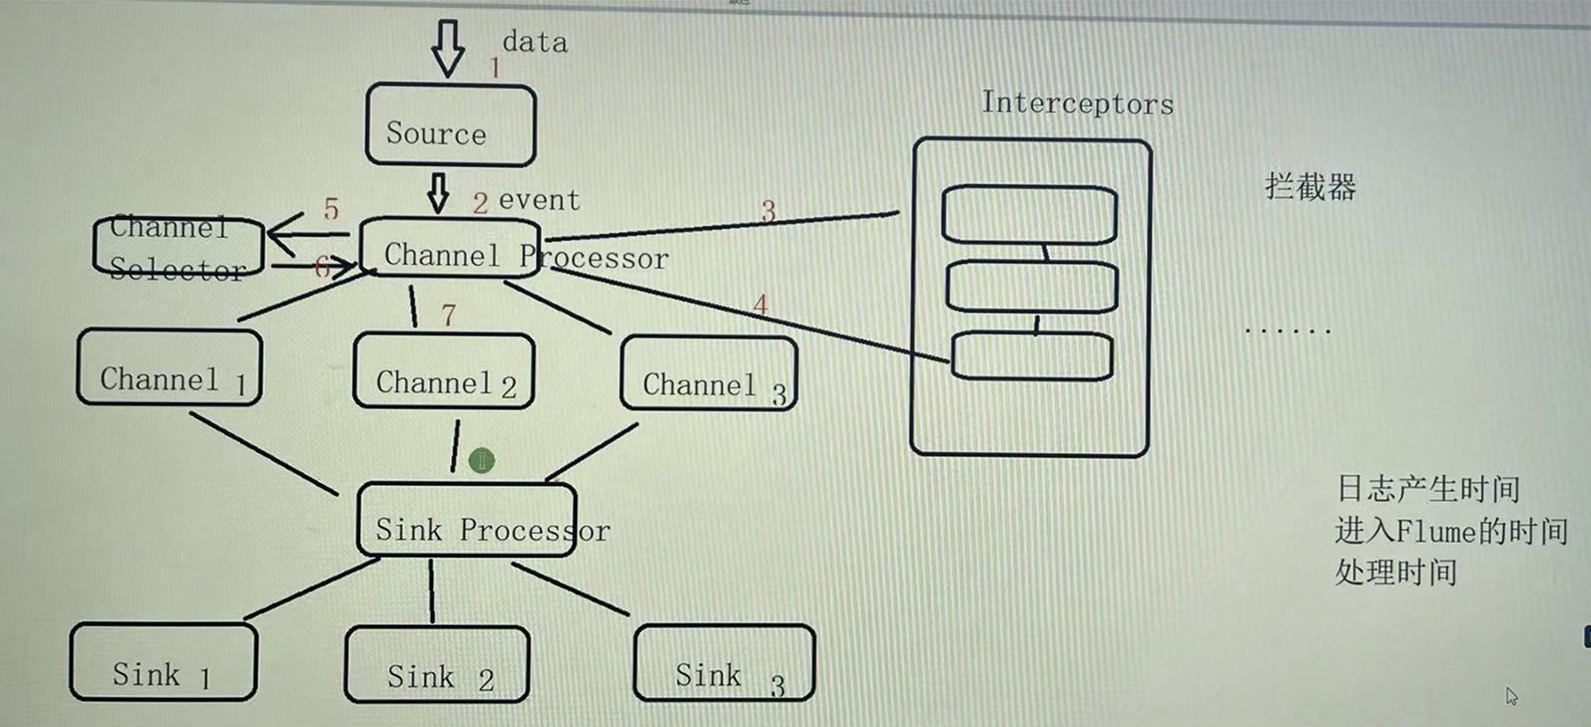 data
1
Source
Interceptors
拦截器
2 event
5
3
Channel
Selector
Channel Processor
6
4
7
......
Channel 1
Channel 2
Channel 3
日志产生时间
进入Flume的时间
处理时间
Sink Processor
Sink 1
Sink 2
Sink 3